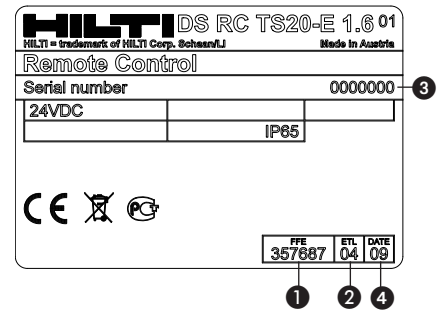 HILTI DS RC TS20-E 1.6 01
HILTI = trademark of HILTI Corp. Schaan/LI Made in Austria
Remote Control
Serial number 0000000 3
24VDC
IP65
CE PCT
FFE ETL DATE
357687 04 09
1 2 4